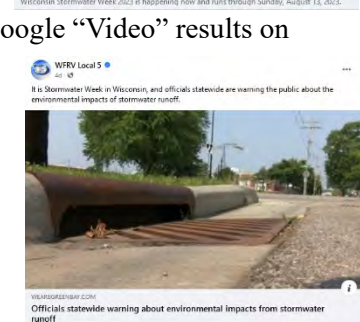 Wisconsin Stormwater Week 2023 is happening now and runs through Sunday, August 13, 2023.
oogle “Video” results on
WFRV Local 5
4d
It is Stormwater Week in Wisconsin, and officials statewide are warning the public about the
environmental impacts of stormwater runoff.
WEAREGREENBAY.COM
Officials statewide warning about environmental impacts from stormwater
runoff